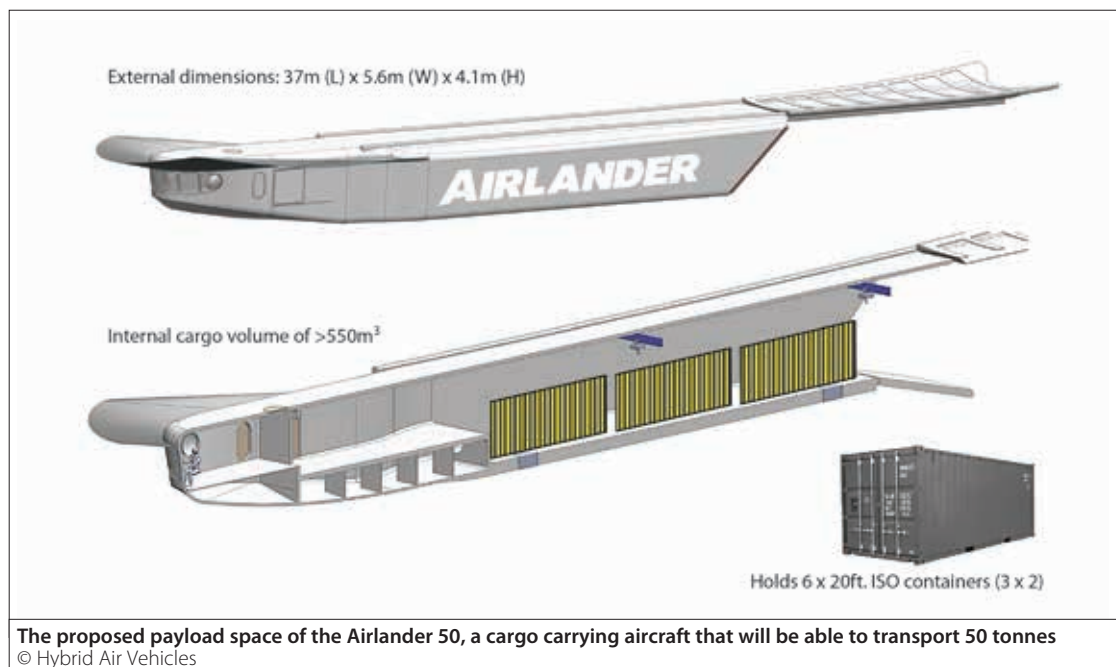 External dimensions: 37m (L) x 5.6m (W) x 4.1m (H)
AIRLANDER
Internal cargo volume of >550m³
Holds 6 x 20ft. ISO containers (3 x 2)
The proposed payload space of the Airlander 50, a cargo carrying aircraft that will be able to transport 50 tonnes
© Hybrid Air Vehicles